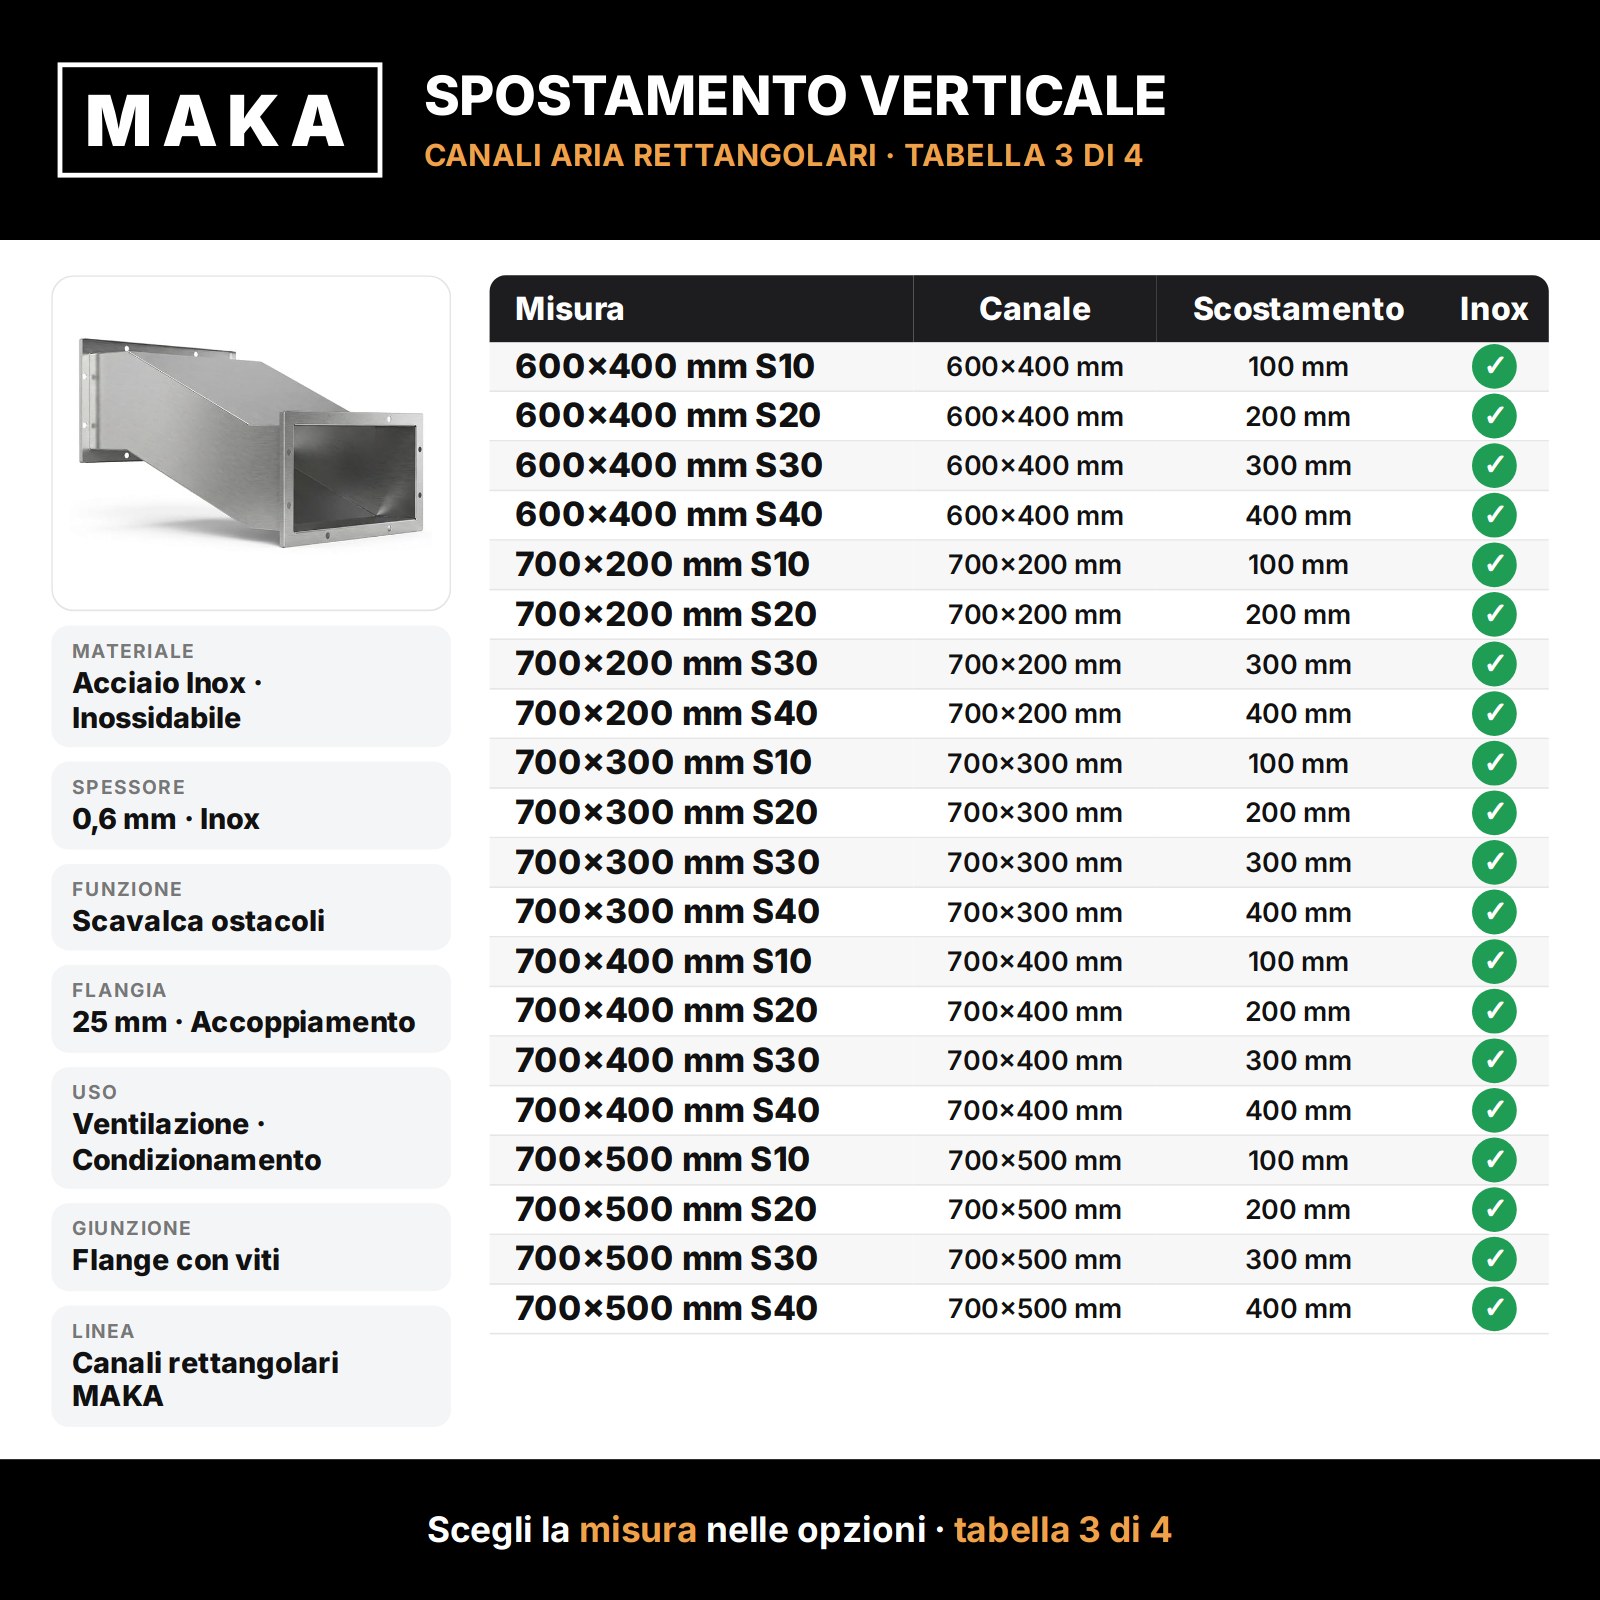 MAKA
SPOSTAMENTO VERTICALE
CANALI ARIA RETTANGOLARI · TABELLA 3 DI 4
MATERIALE
Acciaio Inox ·
Inossidabile
SPESSORE
0,6 mm · Inox
FUNZIONE
Scavalca ostacoli
FLANGIA
25 mm · Accoppiamento
USO
Ventilazione ·
Condizionamento
GIUNZIONE
Flange con viti
LINEA
Canali rettangolari
MAKA
Misura Canale Scostamento Inox
600×400 mm S10 600×400 mm 100 mm ✓
600×400 mm S20 600×400 mm 200 mm ✓
600×400 mm S30 600×400 mm 300 mm ✓
600×400 mm S40 600×400 mm 400 mm ✓
700×200 mm S10 700×200 mm 100 mm ✓
700×200 mm S20 700×200 mm 200 mm ✓
700×200 mm S30 700×200 mm 300 mm ✓
700×200 mm S40 700×200 mm 400 mm ✓
700×300 mm S10 700×300 mm 100 mm ✓
700×300 mm S20 700×300 mm 200 mm ✓
700×300 mm S30 700×300 mm 300 mm ✓
700×300 mm S40 700×300 mm 400 mm ✓
700×400 mm S10 700×400 mm 100 mm ✓
700×400 mm S20 700×400 mm 200 mm ✓
700×400 mm S30 700×400 mm 300 mm ✓
700×400 mm S40 700×400 mm 400 mm ✓
700×500 mm S10 700×500 mm 100 mm ✓
700×500 mm S20 700×500 mm 200 mm ✓
700×500 mm S30 700×500 mm 300 mm ✓
700×500 mm S40 700×500 mm 400 mm ✓
Scegli la misura nelle opzioni · tabella 3 di 4